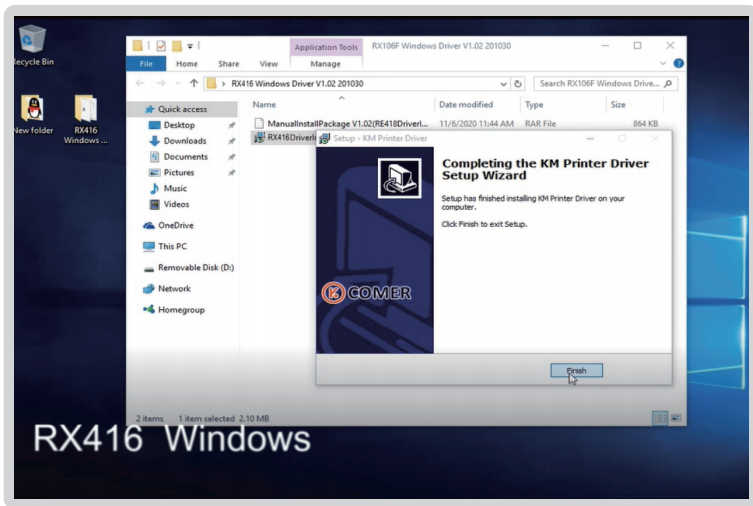 Recycle Bin
New folder
RX416
Windows ...
Application Tools
RX106F Windows Driver V1.02 201030
File
Home
Share
View
Manage
RX416 Windows Driver V1.02 201030
Search RX106F Windows Drive...
Name
Date modified
Type
Size
Quick access
Desktop
Downloads
Documents
Pictures
Music
Videos
OneDrive
This PC
Removable Disk (D:)
Network
Homegroup
ManualInstallPackage V1.02(RE418Driverl...
11/6/2020 11:44 AM
RAR File
864 KB
RX416DriverI
Setup - KM Printer Driver
Completing the KM Printer Driver
Setup Wizard
Setup has finished installing KM Printer Driver on your
computer.
Click Finish to exit Setup.
K COMER
Finish
2 items
1 item selected 2.10 MB
RX416 Windows